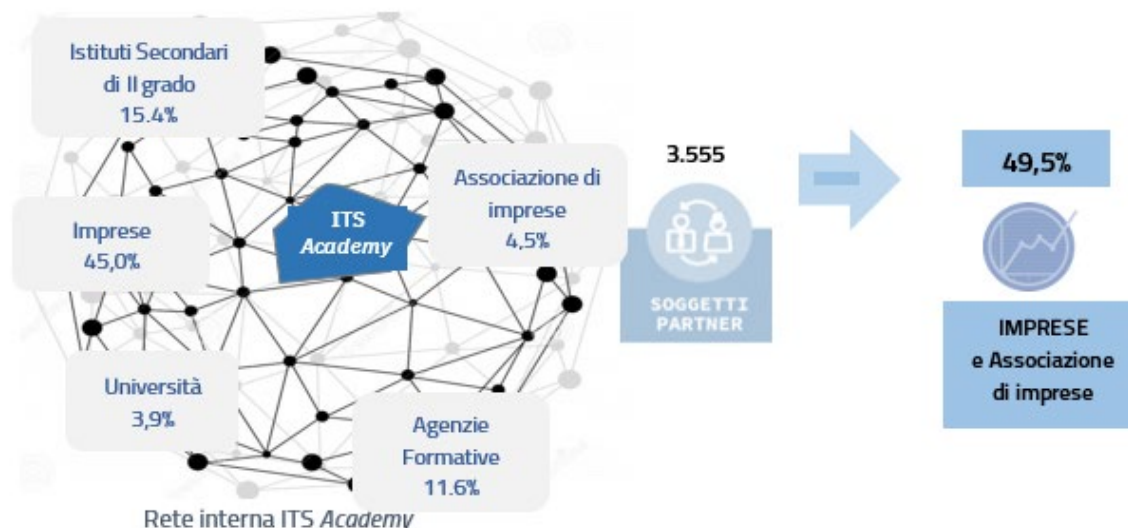 Istituti Secondari
di II grado
15.4%
Associazione di
imprese
4,5%
ITS
Academy
Imprese
45,0%
Università
3,9%
Agenzie
Formative
11.6%
Rete interna ITS Academy
3.555
SOGGETTI
PARTNER
49,5%
IMPRESE
e Associazione
di imprese